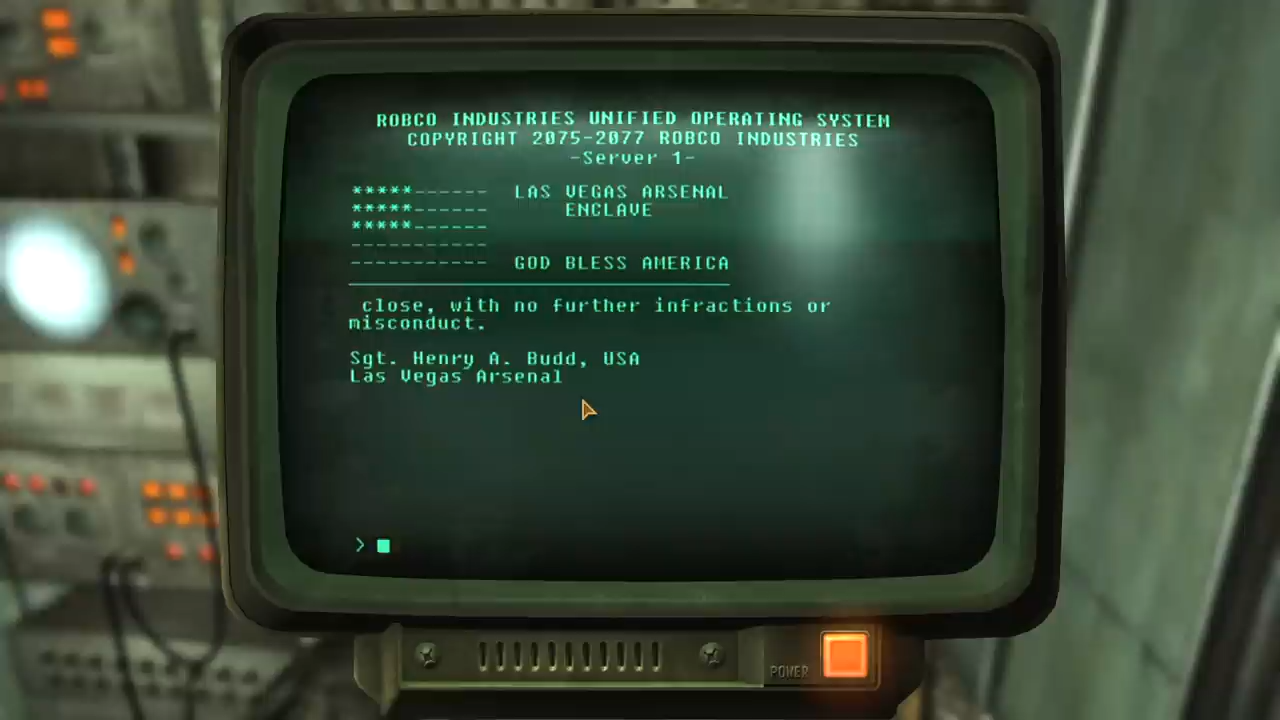 ROBCO INDUSTRIES UNIFIED OPERATING SYSTEM
COPYRIGHT 2075-2077 ROBCO INDUSTRIES
-Server 1-
*****------ LAS VEGAS ARSENAL
*****------ ENCLAVE
*****------
-----------
----------- GOD BLESS AMERICA
close, with no further infractions or
misconduct.
Sgt. Henry A. Budd, USA
Las Vegas Arsenal
>
POWER